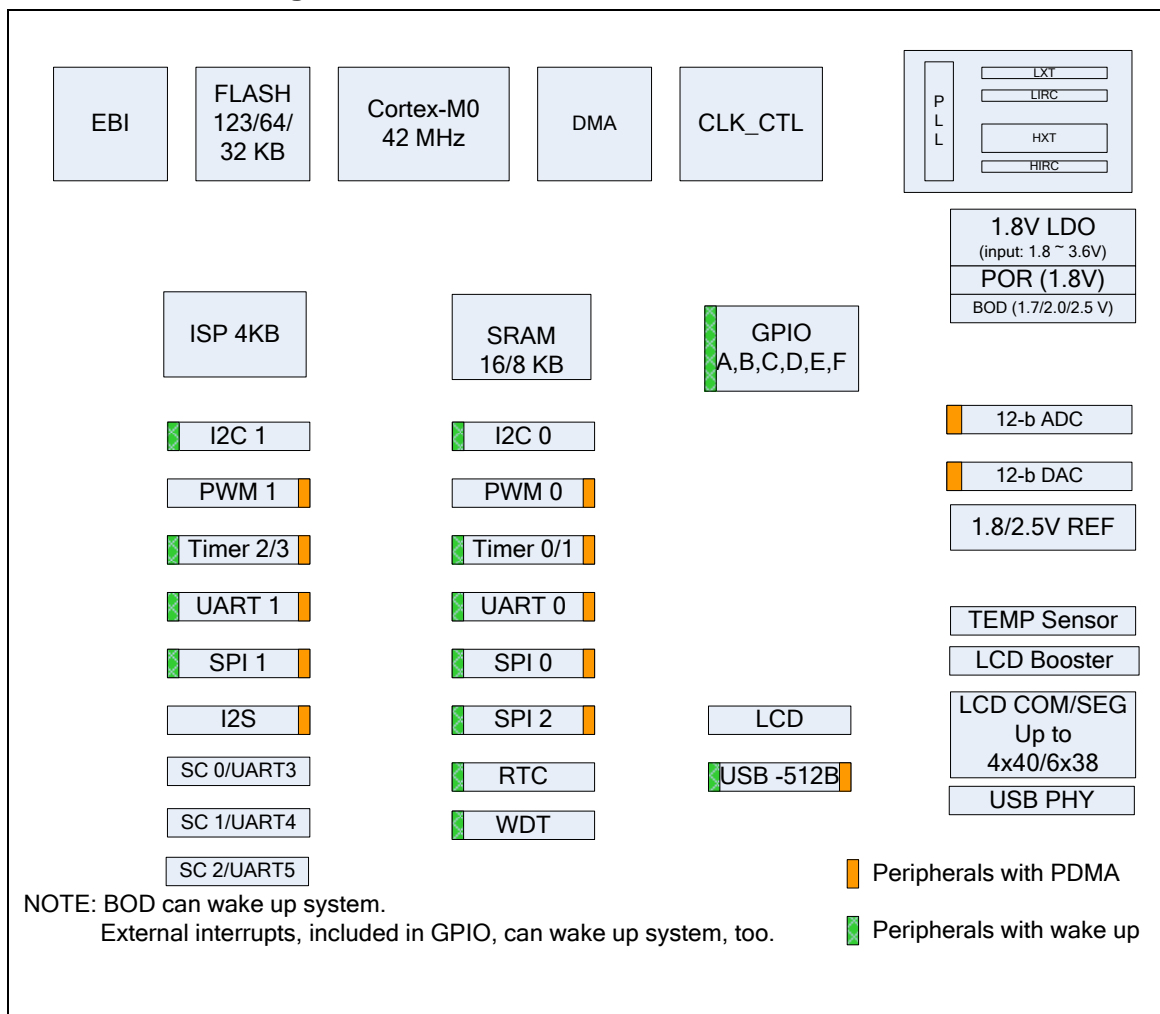 EBI
FLASH
123/64/
32 KB
Cortex-M0
42 MHz
DMA
CLK_CTL
P
L
L
LXT
LIRC
HXT
HIRC
1.8V LDO
(input: 1.8 ~ 3.6V)
POR (1.8V)
BOD (1.7/2.0/2.5 V)
ISP 4KB
SRAM
16/8 KB
GPIO
A,B,C,D,E,F
I2C 1
I2C 0
12-b ADC
PWM 1
PWM 0
12-b DAC
1.8/2.5V REF
Timer 2/3
Timer 0/1
UART 1
UART 0
TEMP Sensor
SPI 1
SPI 0
LCD Booster
I2S
SPI 2
LCD
LCD COM/SEG
Up to
4x40/6x38
SC 0/UART3
RTC
USB -512B
USB PHY
SC 1/UART4
WDT
SC 2/UART5
Peripherals with PDMA
NOTE: BOD can wake up system.
External interrupts, included in GPIO, can wake up system, too.
Peripherals with wake up